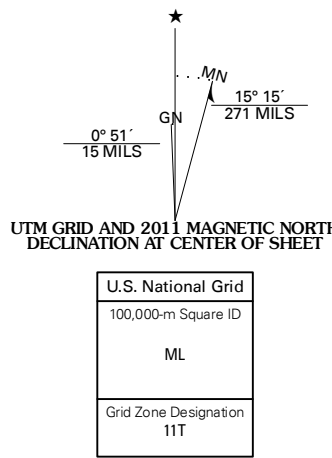 ★
MN
GN
15° 15´
271 MILS
0° 51´
15 MILS
UTM GRID AND 2011 MAGNETIC NORTH
DECLINATION AT CENTER OF SHEET
U.S. National Grid
100,000-m Square ID
ML
Grid Zone Designation
11T